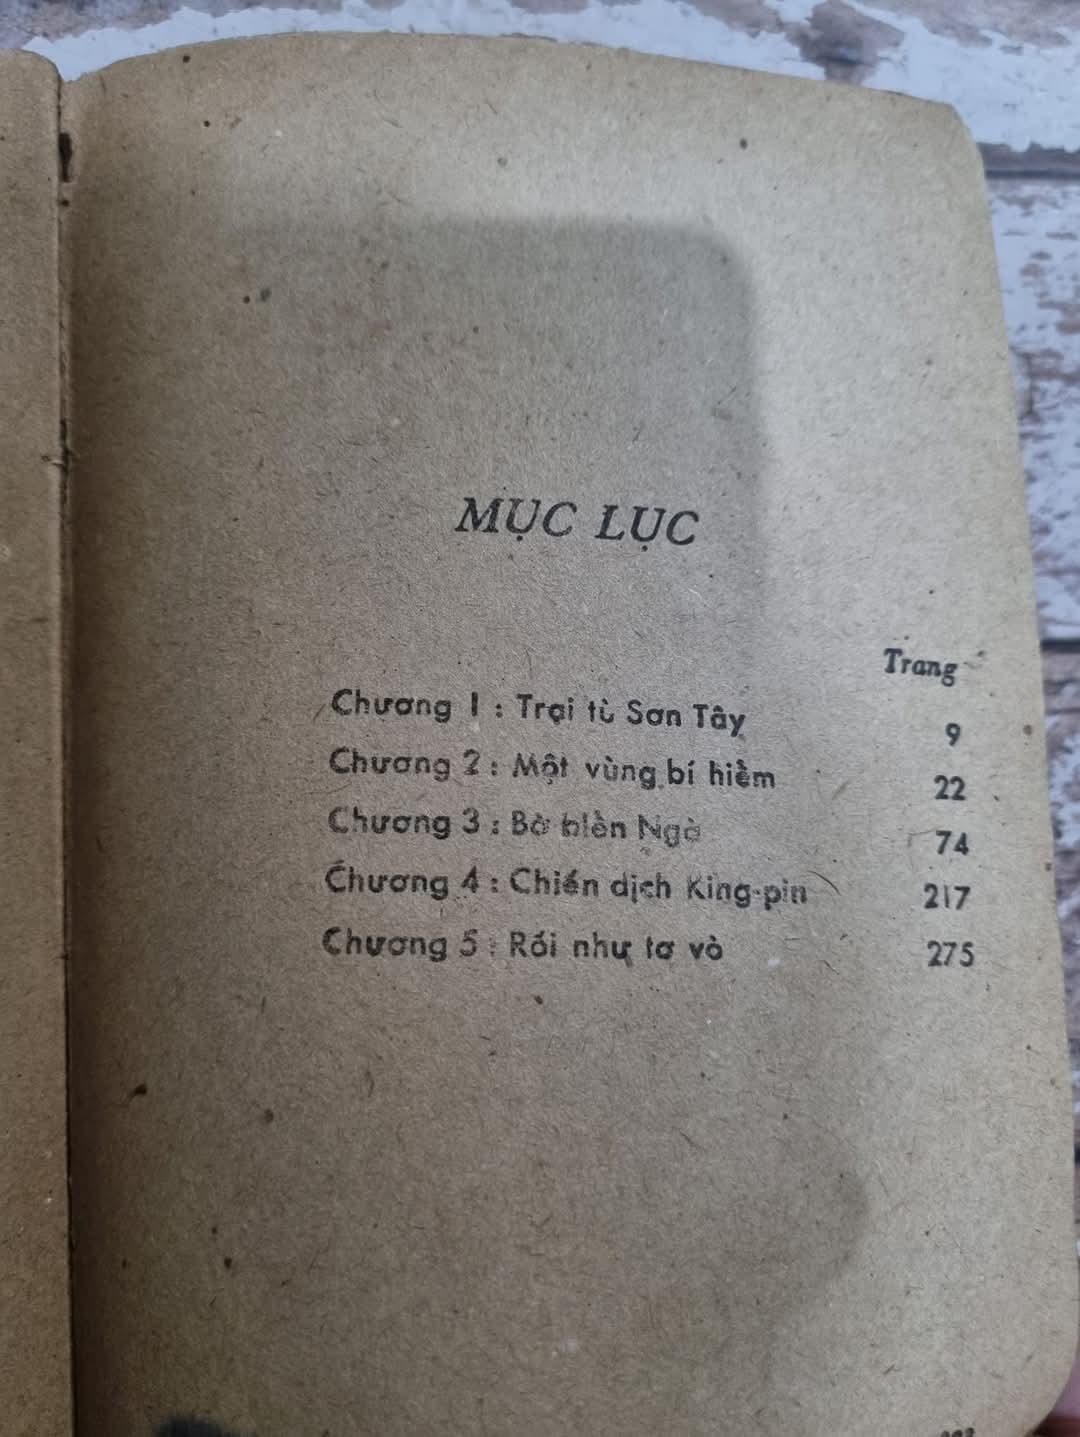 MỤC LỤC
Trang
Chương 1 : Trại tù Sơn Tây 9
Chương 2 : Một vùng bí hiểm 22
Chương 3 : Bờ biển Ngà 74
Chương 4 : Chiến dịch King-pin 217
Chương 5 : Rối như tơ vò 275